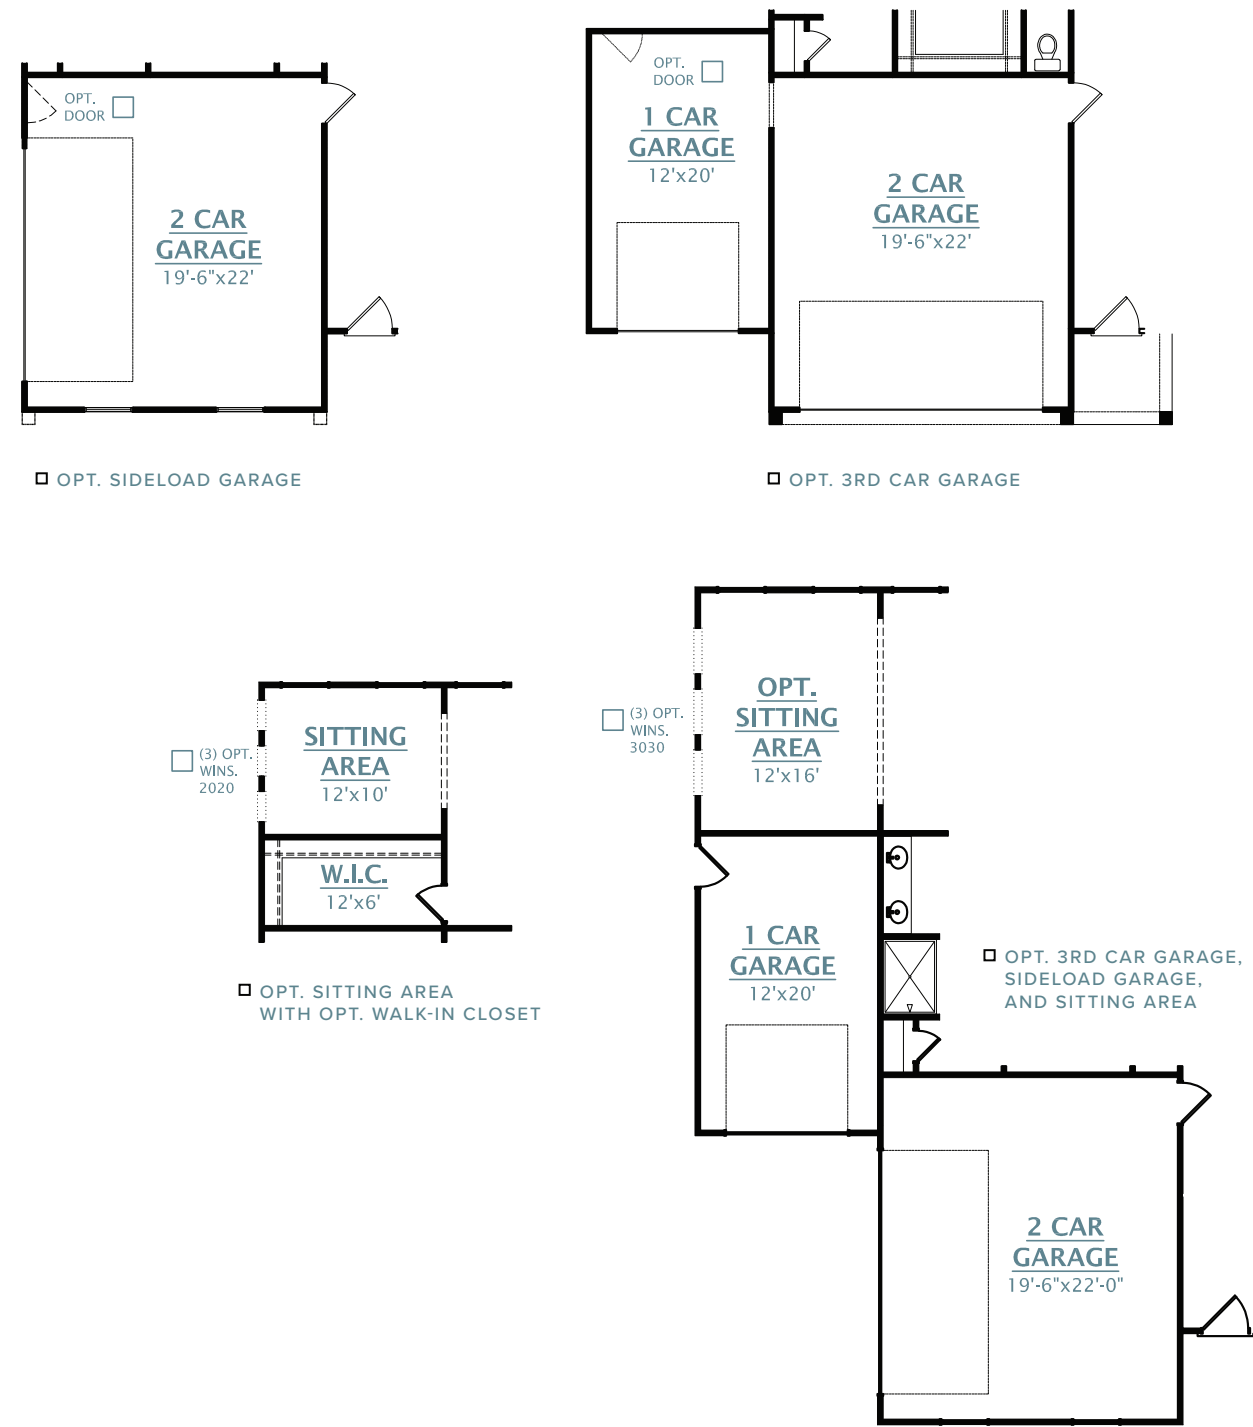 OPT.
DOOR
2 CAR
GARAGE
19'-6"x22'
OPT. SIDELOAD GARAGE
OPT.
DOOR
1 CAR
GARAGE
12'x20'
2 CAR
GARAGE
19'-6"x22'
OPT. 3RD CAR GARAGE
(3) OPT.
WINS.
2020
SITTING
AREA
12'x10'
W.I.C.
12'x6'
OPT. SITTING AREA
WITH OPT. WALK-IN CLOSET
(3) OPT.
WINS.
3030
OPT.
SITTING
AREA
12'x16'
1 CAR
GARAGE
12'x20'
OPT. 3RD CAR GARAGE,
SIDELOAD GARAGE,
AND SITTING AREA
2 CAR
GARAGE
19'-6"x22'-0"